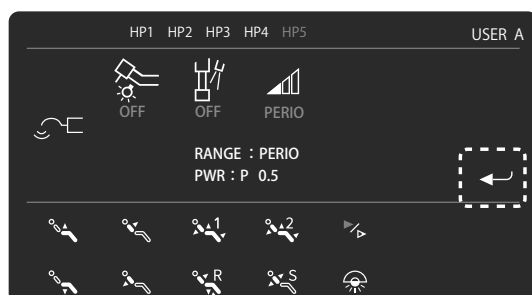 HP1 HP2 HP3 HP4 HP5 USER A
OFF OFF PERIO
RANGE : PERIO
PWR : P 0.5
1 2
R S